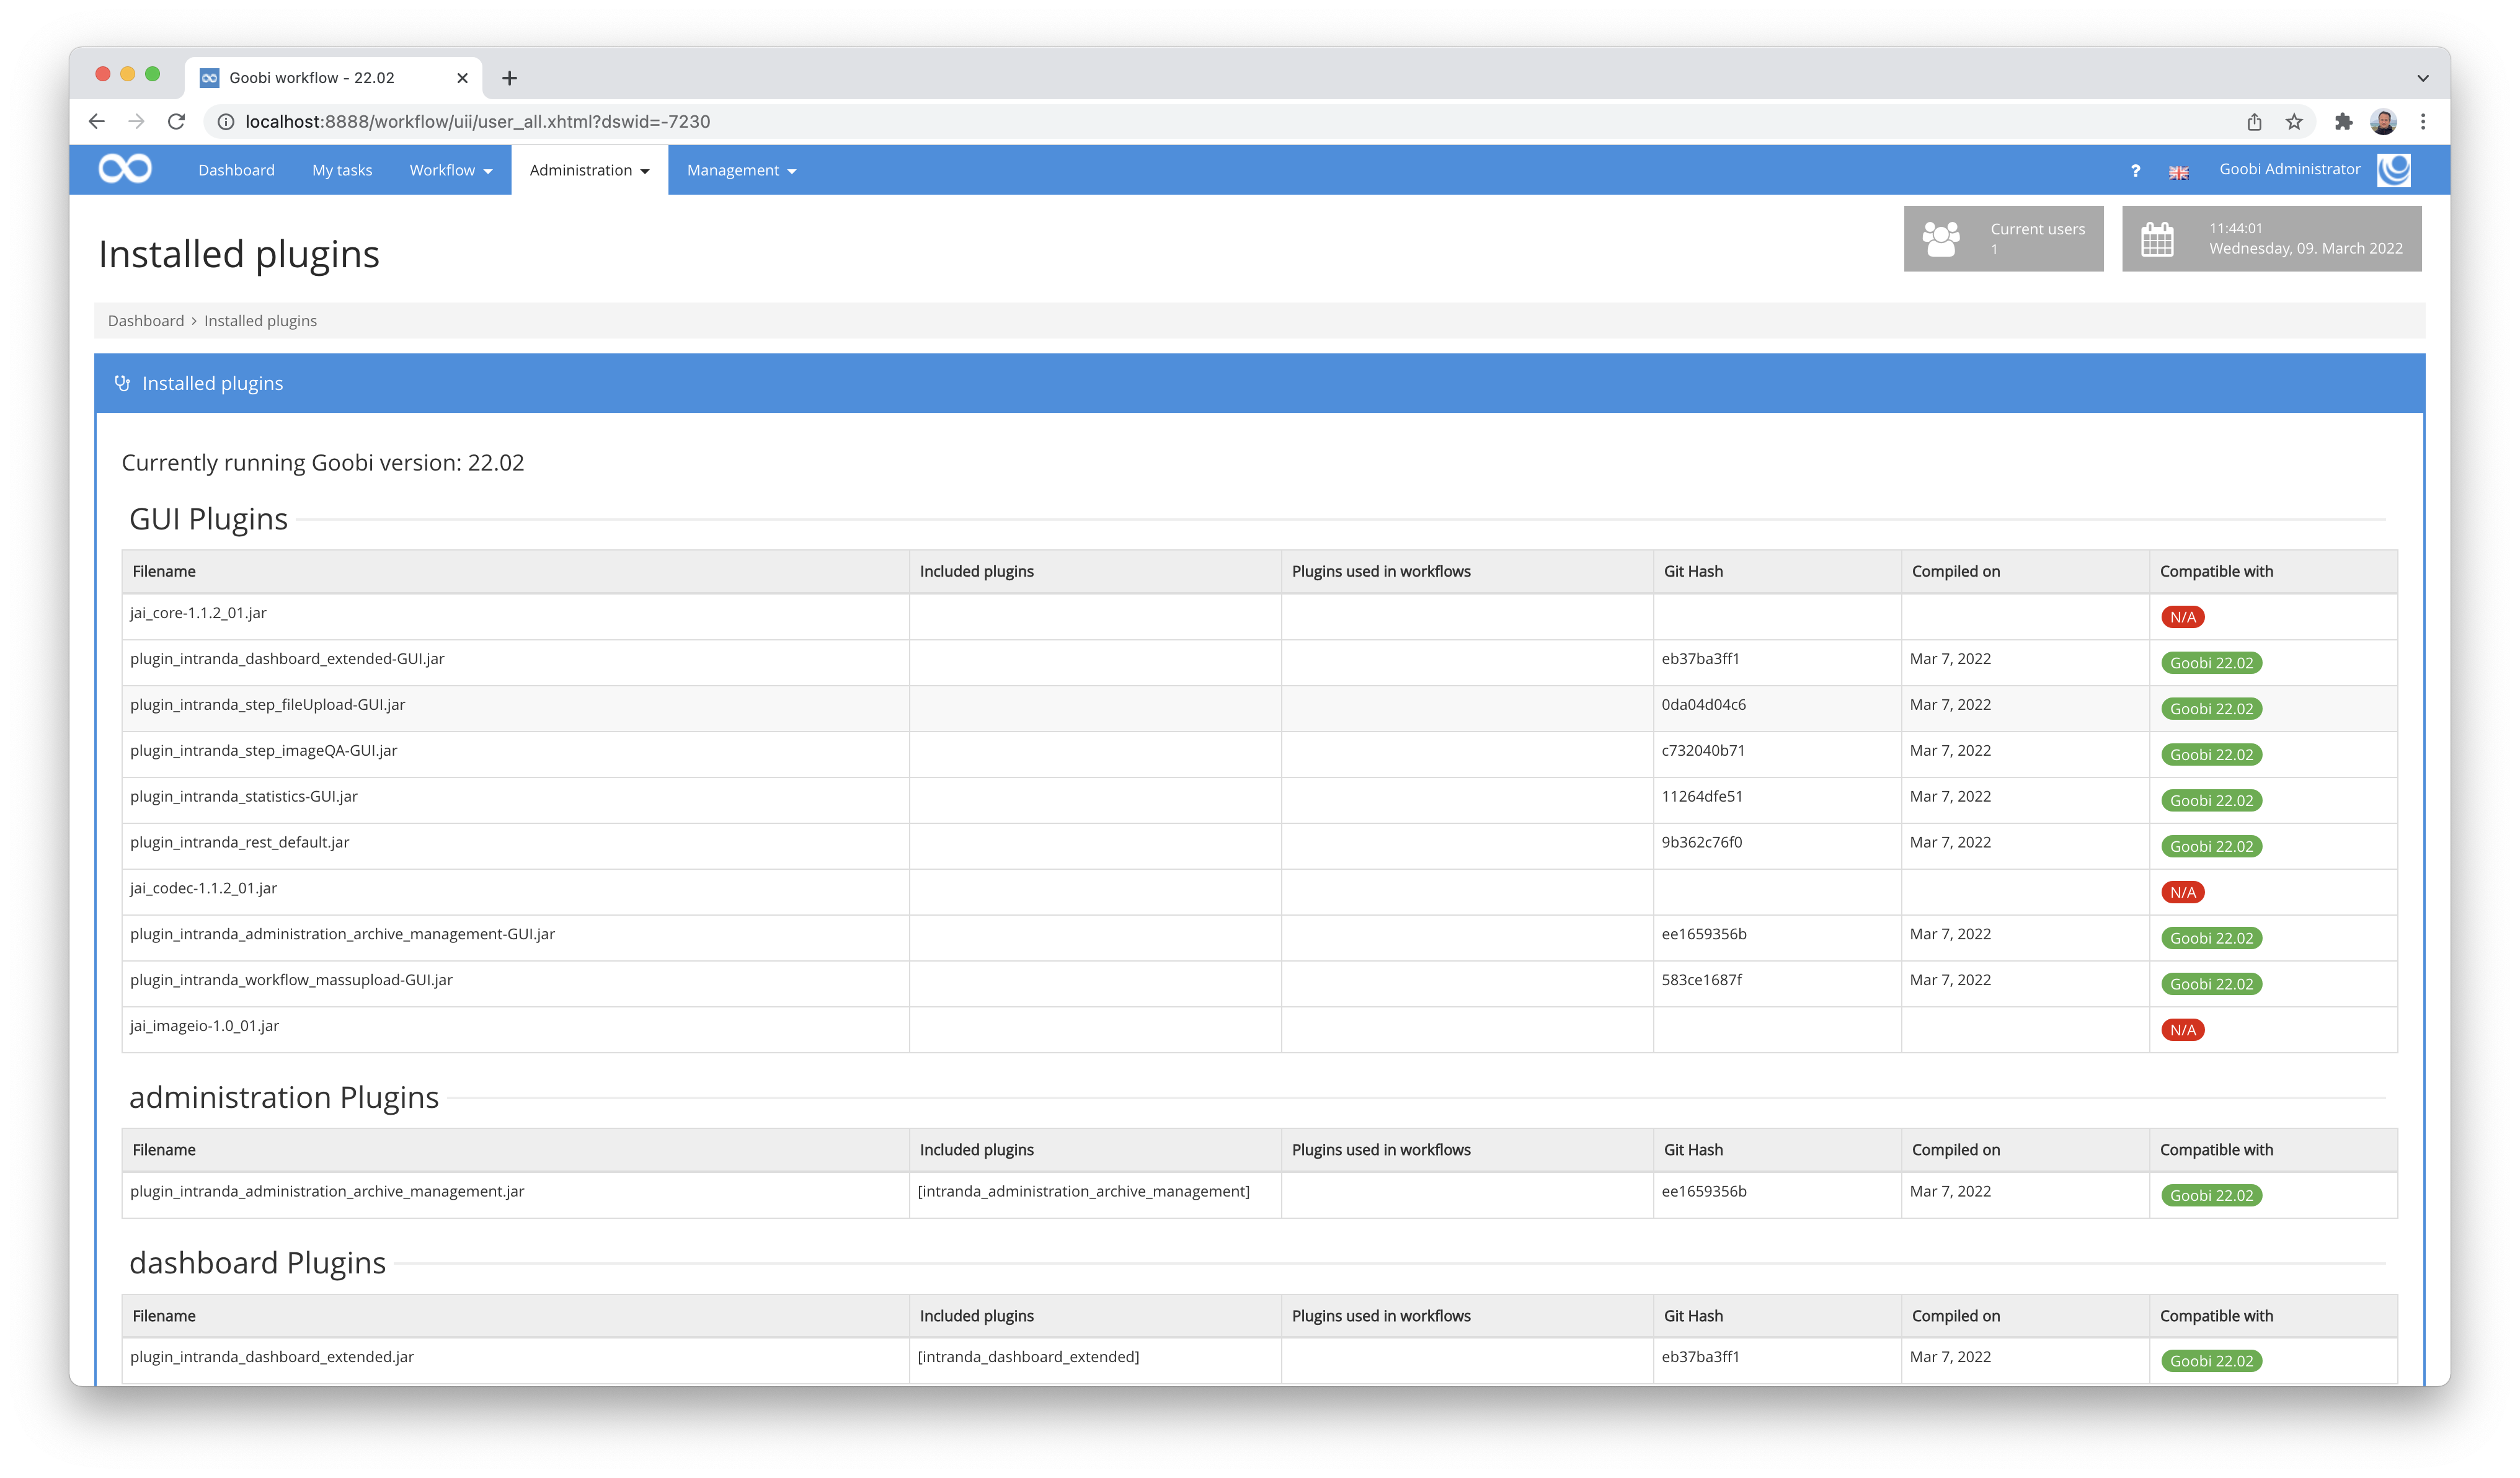 Goobi workflow - 22.02
localhost:8888/workflow/uii/user_all.xhtml?dswid=-7230
Dashboard My tasks Workflow Administration Management ? Goobi Administrator
Installed plugins
Current users
1
11:44:01
Wednesday, 09. March 2022
Dashboard › Installed plugins
Installed plugins
Currently running Goobi version: 22.02
GUI Plugins
Filename Included plugins Plugins used in workflows Git Hash Compiled on Compatible with
jai_core-1.1.2_01.jar N/A
plugin_intranda_dashboard_extended-GUI.jar eb37ba3ff1 Mar 7, 2022 Goobi 22.02
plugin_intranda_step_fileUpload-GUI.jar 0da04d04c6 Mar 7, 2022 Goobi 22.02
plugin_intranda_step_imageQA-GUI.jar c732040b71 Mar 7, 2022 Goobi 22.02
plugin_intranda_statistics-GUI.jar 11264dfe51 Mar 7, 2022 Goobi 22.02
plugin_intranda_rest_default.jar 9b362c76f0 Mar 7, 2022 Goobi 22.02
jai_codec-1.1.2_01.jar N/A
plugin_intranda_administration_archive_management-GUI.jar ee1659356b Mar 7, 2022 Goobi 22.02
plugin_intranda_workflow_massupload-GUI.jar 583ce1687f Mar 7, 2022 Goobi 22.02
jai_imageio-1.0_01.jar N/A
administration Plugins
Filename Included plugins Plugins used in workflows Git Hash Compiled on Compatible with
plugin_intranda_administration_archive_management.jar [intranda_administration_archive_management] ee1659356b Mar 7, 2022 Goobi 22.02
dashboard Plugins
Filename Included plugins Plugins used in workflows Git Hash Compiled on Compatible with
plugin_intranda_dashboard_extended.jar [intranda_dashboard_extended] eb37ba3ff1 Mar 7, 2022 Goobi 22.02